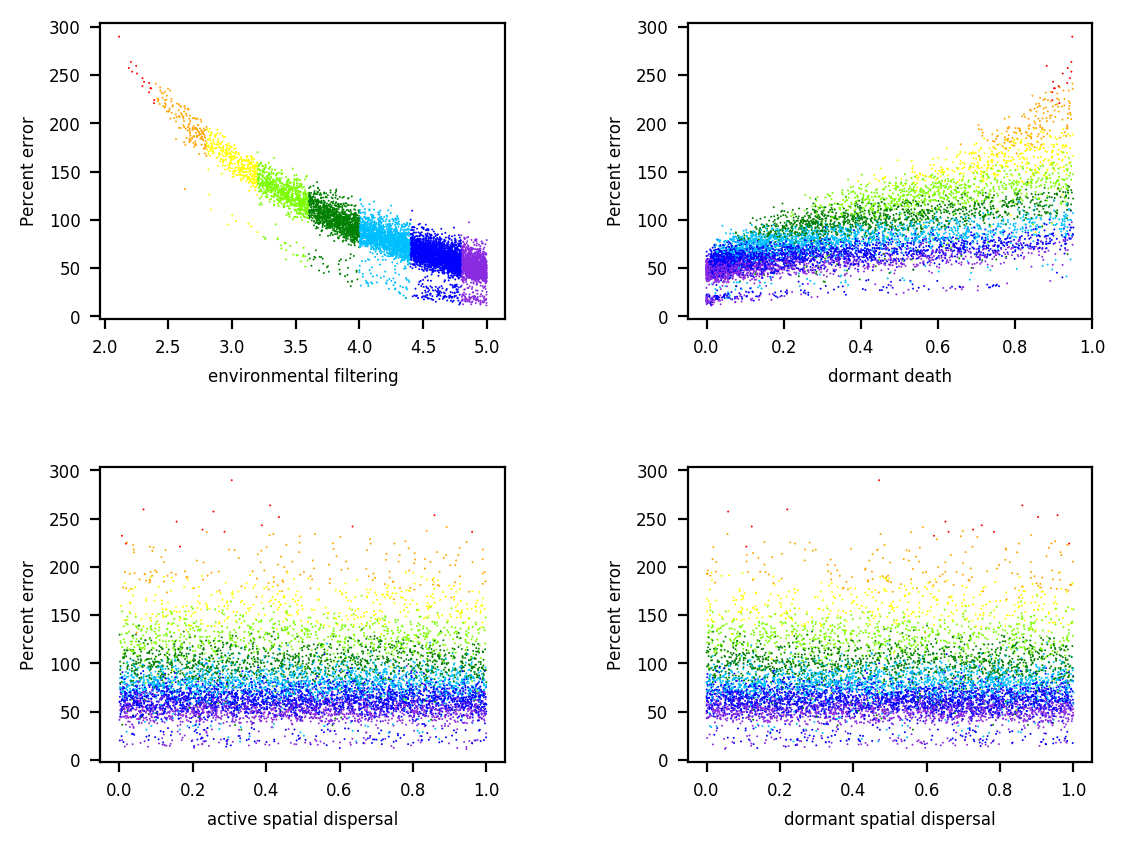 300
250
200
150
100
50
0
Percent error
2.0 2.5 3.0 3.5 4.0 4.5 5.0
environmental filtering
300
250
200
150
100
50
0
Percent error
0.0 0.2 0.4 0.6 0.8 1.0
dormant death
300
250
200
150
100
50
0
Percent error
0.0 0.2 0.4 0.6 0.8 1.0
active spatial dispersal
300
250
200
150
100
50
0
Percent error
0.0 0.2 0.4 0.6 0.8 1.0
dormant spatial dispersal